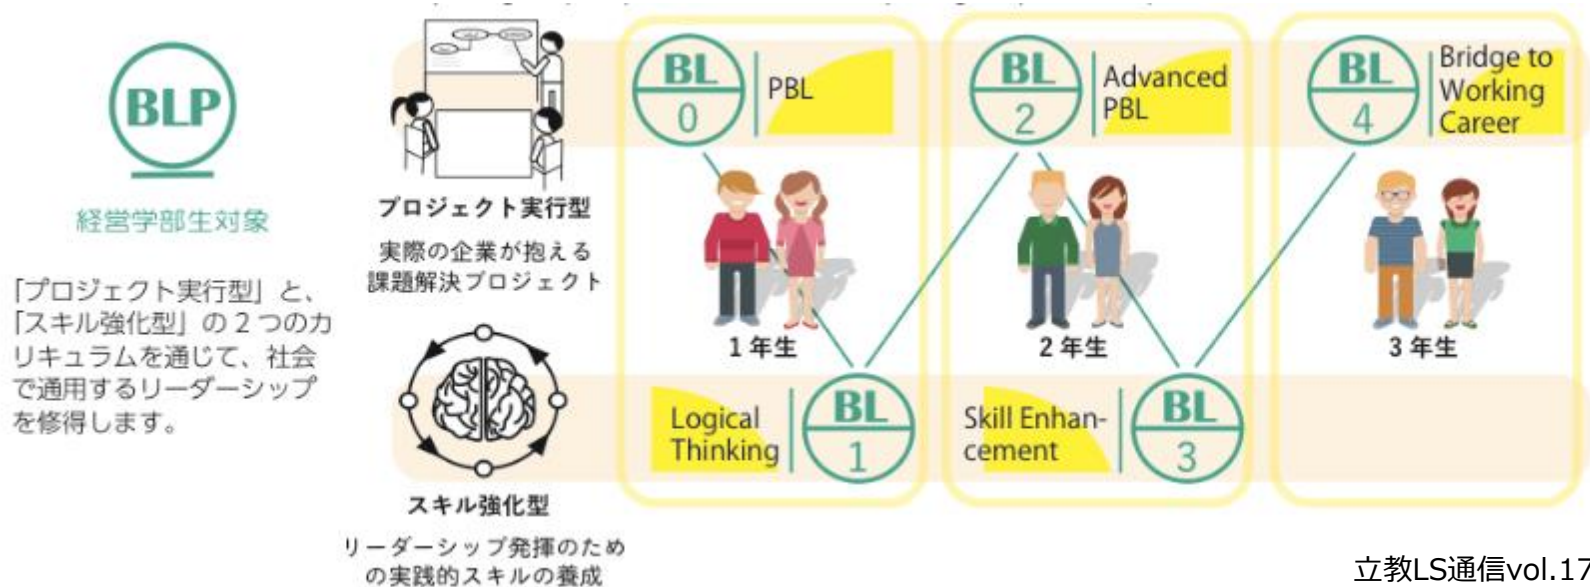 BLP
経営学部生対象
「プロジェクト実行型」と、
「スキル強化型」の2つのカ
リキュラムを通じて、社会
で通用するリーダーシップ
を修得します。
プロジェクト実行型
実際の企業が抱える
課題解決プロジェクト
スキル強化型
リーダーシップ発揮のため
の実践的スキルの養成
BL
0
PBL
BL
2
Advanced
PBL
BL
4
Bridge to
Working
Career
1年生
2年生
3年生
Logical
Thinking
BL
1
Skill Enhan-
cement
BL
3
立教LS通信vol.17